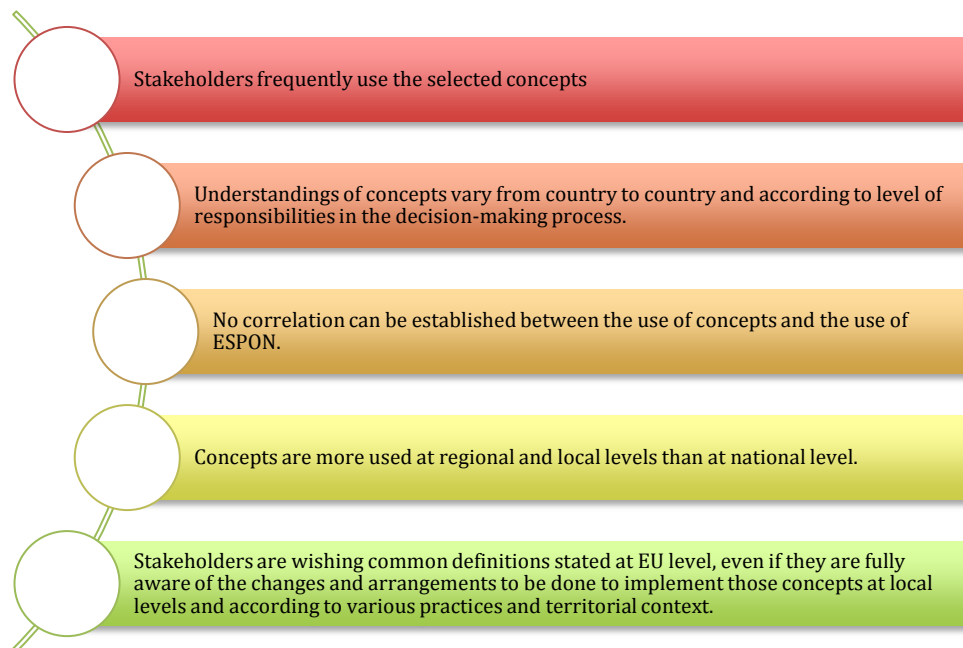 Stakeholders frequently use the selected concepts
Understandings of concepts vary from country to country and according to level of
responsibilities in the decision-making process.
No correlation can be established between the use of concepts and the use of
ESPON.
Concepts are more used at regional and local levels than at national level.
Stakeholders are wishing common definitions stated at EU level, even if they are fully
aware of the changes and arrangements to be done to implement those concepts at local
levels and according to various practices and territorial context.